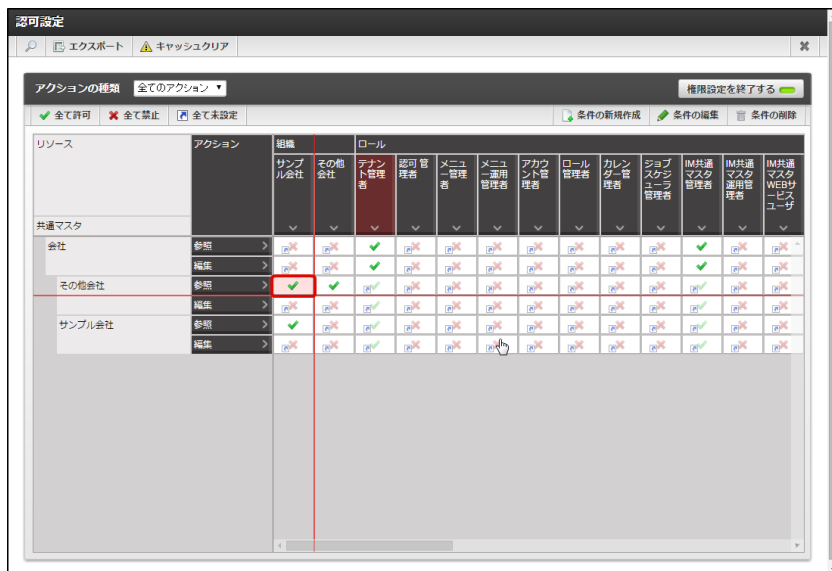 認可設定
エクスポート キャッシュクリア
アクションの種類 全てのアクション 権限設定を終了する
全て許可 全て禁止 全て未設定 条件の新規作成 条件の編集 条件の削除
リソース アクション 組織 ロール
サンプル会社 その他会社 テナント管理者 認可管理者 メニュー管理者 メニュー運用管理者 アカウント管理者 ロール管理者 カレンダー管理者 ジョブスケジューラ管理者 IM共通マスタ管理者 IM共通マスタ運用管理者 IM共通マスタWEBサービスユーザ
共通マスタ
会社 参照
編集
その他会社 参照
編集
サンプル会社 参照
編集